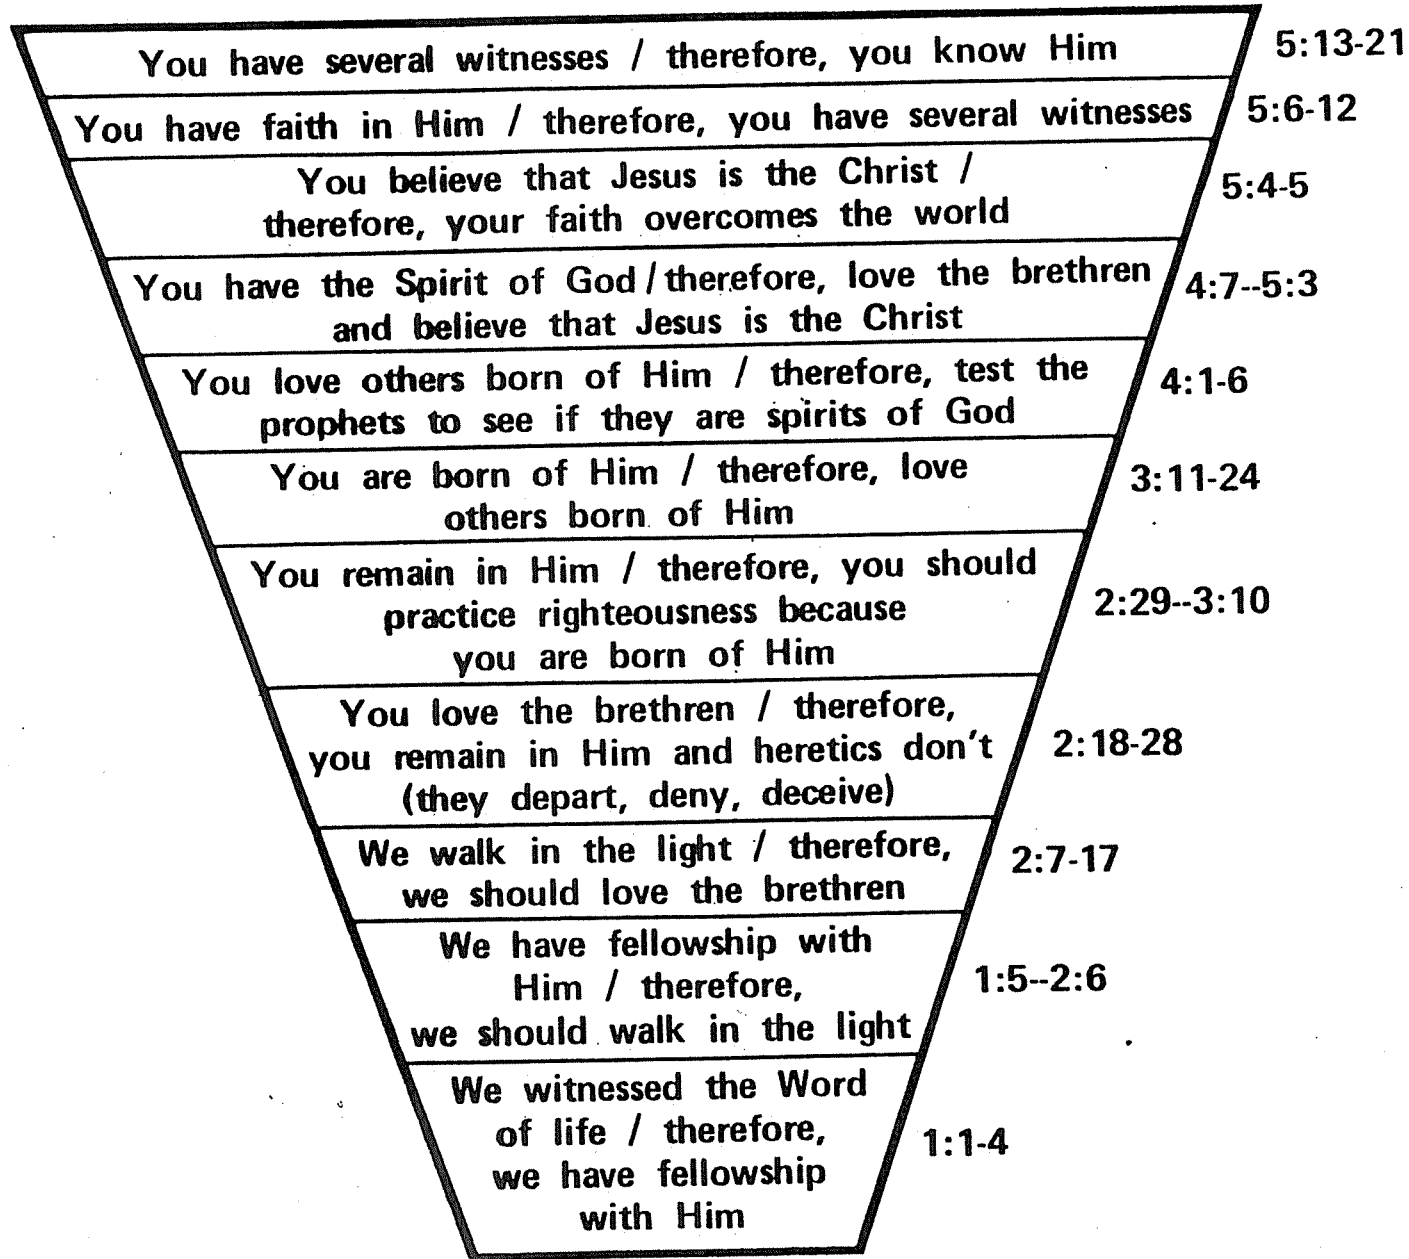 You have several witnesses / therefore, you know Him 5:13-21
You have faith in Him / therefore, you have several witnesses 5:6-12
You believe that Jesus is the Christ /
therefore, your faith overcomes the world
5:4-5
You have the Spirit of God / therefore, love the brethren
and believe that Jesus is the Christ
4:7--5:3
You love others born of Him / therefore, test the
prophets to see if they are spirits of God
4:1-6
You are born of Him / therefore, love
others born of Him
3:11-24
You remain in Him / therefore, you should
practice righteousness because
you are born of Him
2:29--3:10
You love the brethren / therefore,
you remain in Him and heretics don't
(they depart, deny, deceive)
2:18-28
We walk in the light / therefore,
we should love the brethren
2:7-17
We have fellowship with
Him / therefore,
we should walk in the light
1:5--2:6
We witnessed the Word
of life / therefore,
we have fellowship
with Him
1:1-4